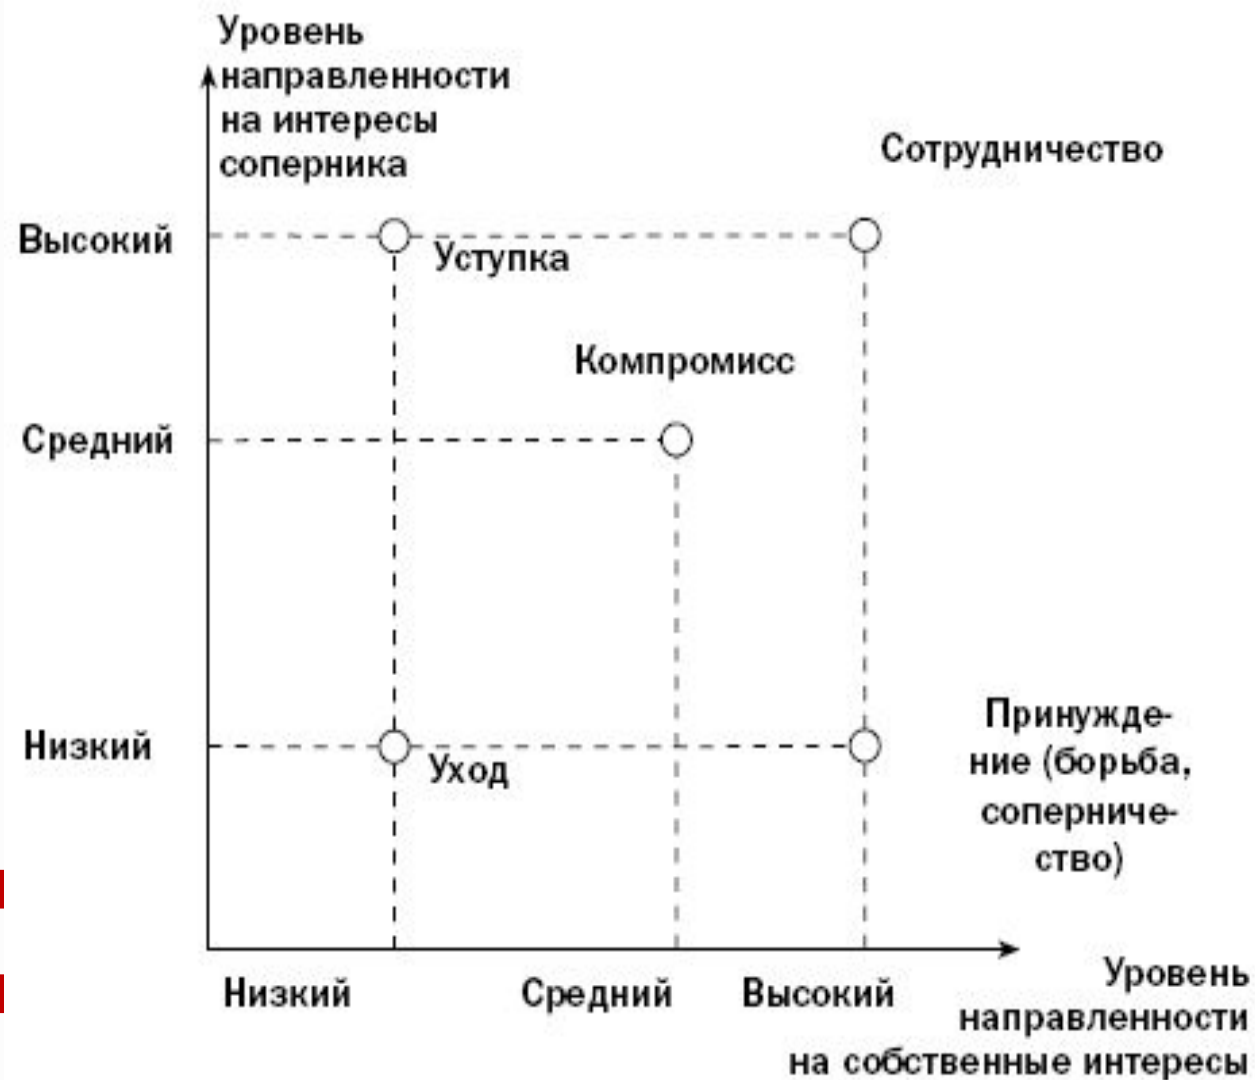 Уровень
направленности
на интересы
соперника
Сотрудничество
Высокий
Уступка
Компромисс
Средний
Принужде-
ние (борьба,
соперниче-
ство)
Низкий
Уход
Низкий
Средний
Высокий
Уровень
направленности
на собственные интересы